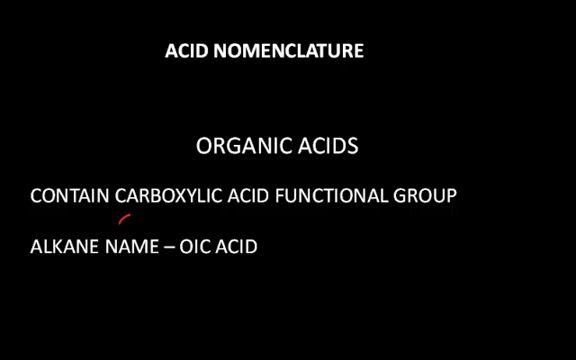 ACID NOMENCLATURE
ORGANIC ACIDS
CONTAIN CARBOXYLIC ACID FUNCTIONAL GROUP
ALKANE NAME – OIC ACID